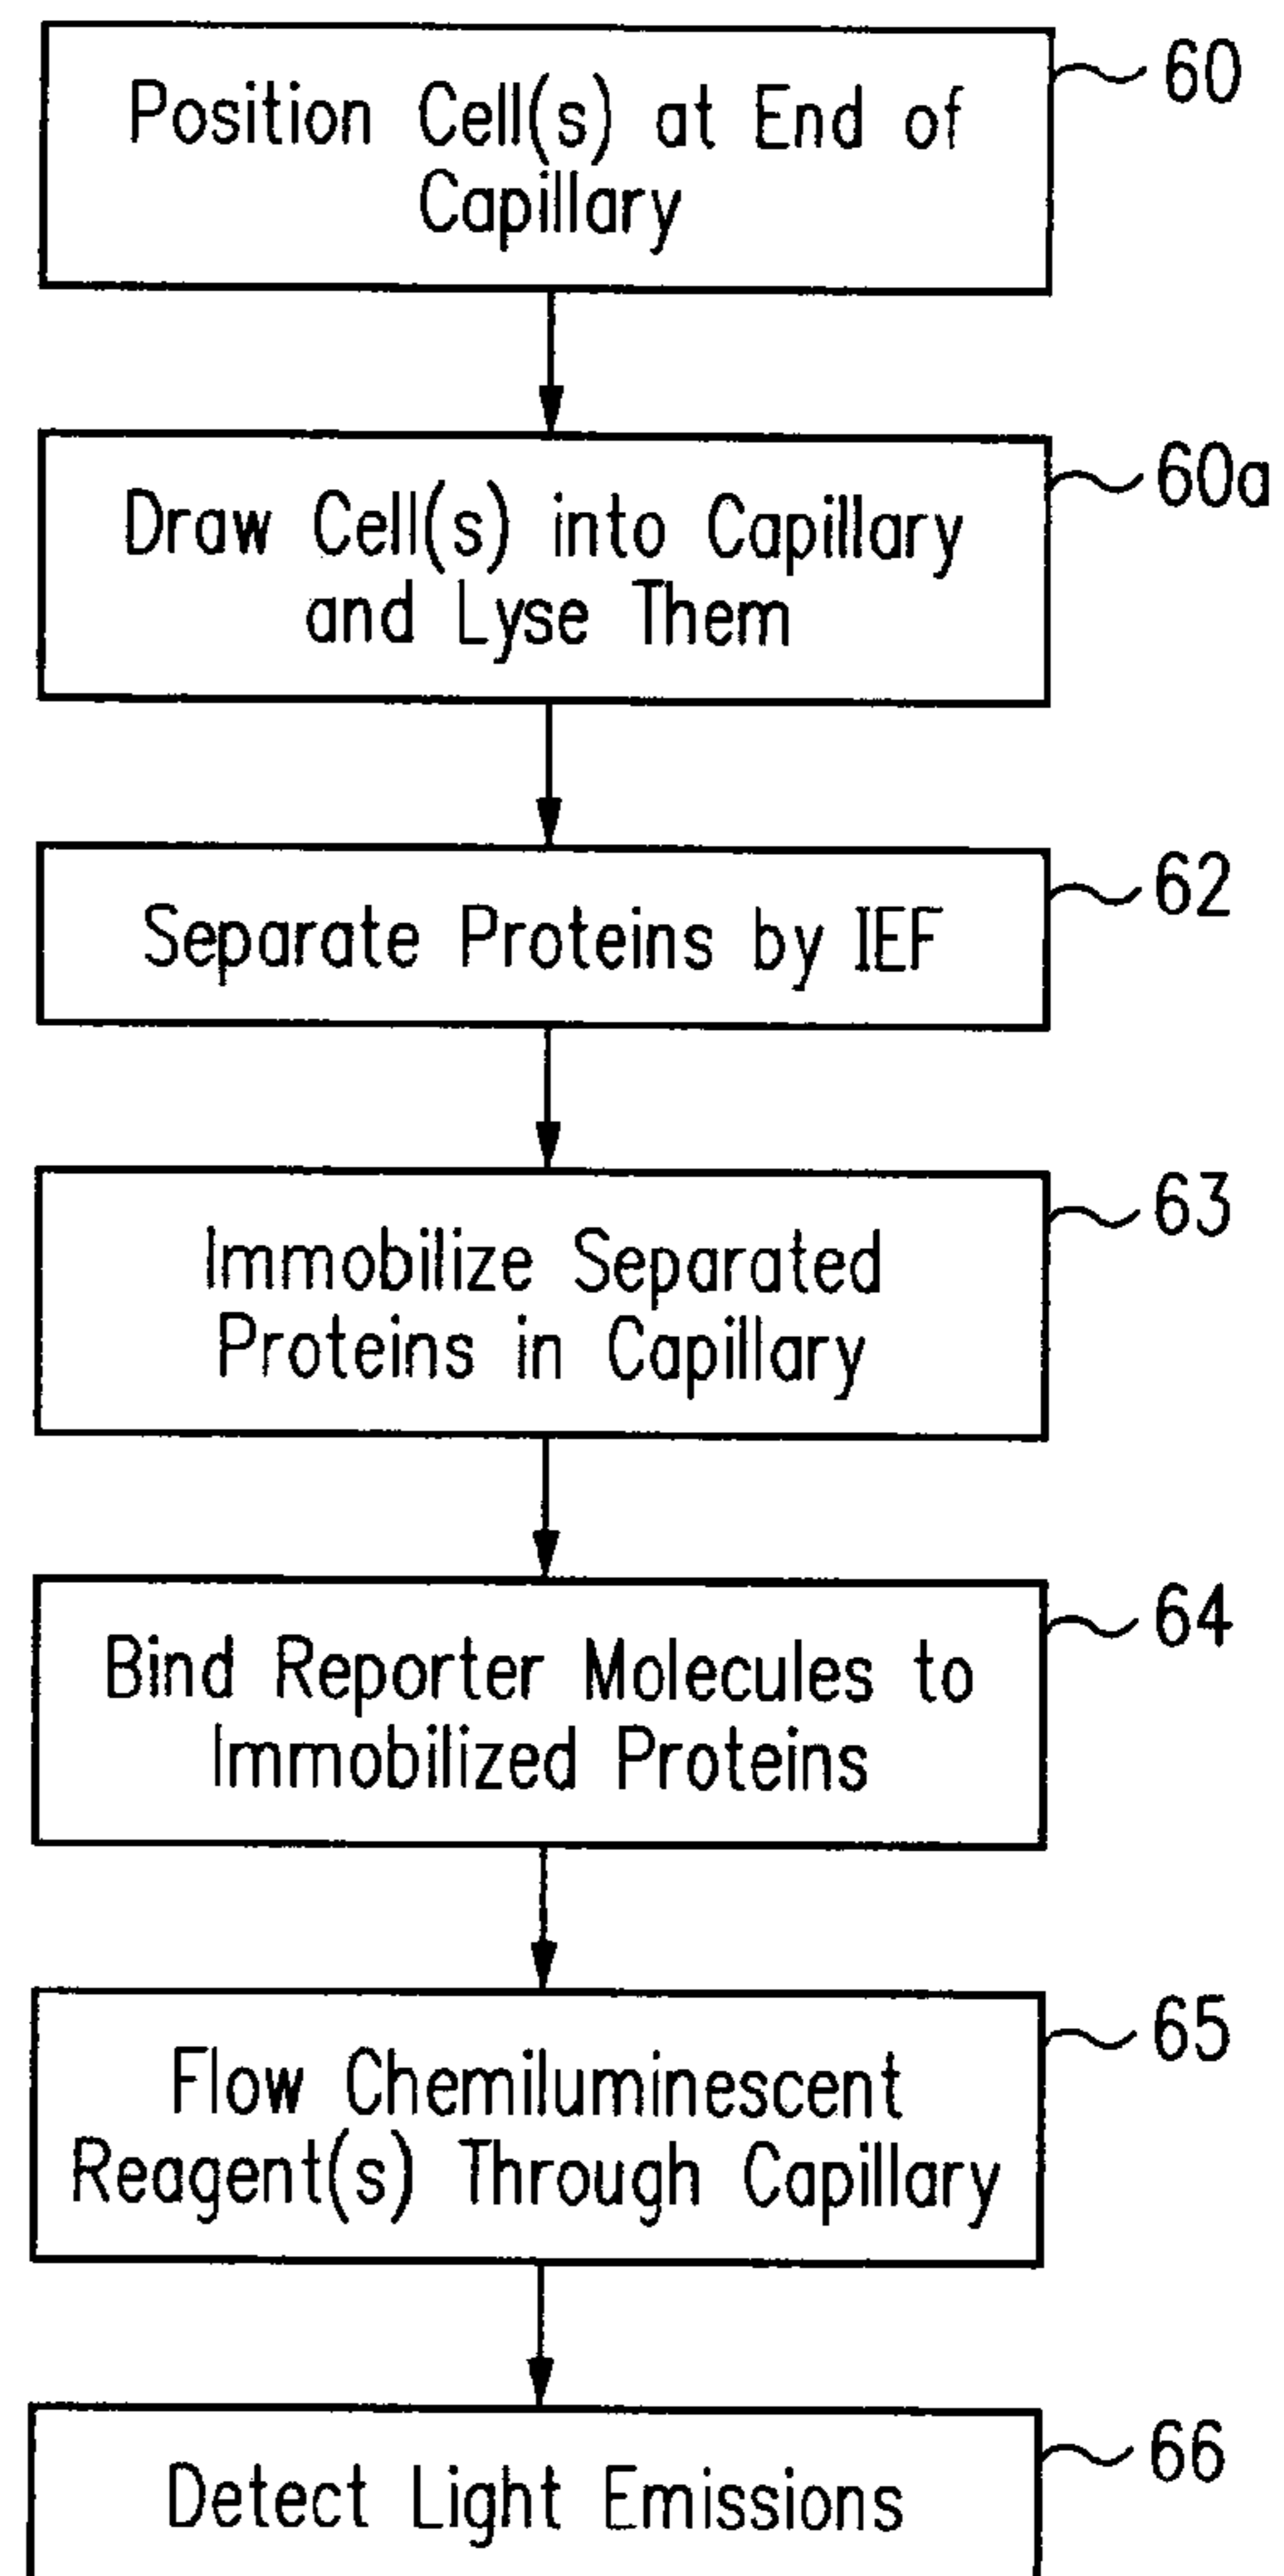 Position Cell(s) at End of
Capillary
60
Draw Cell(s) into Capillary
and Lyse Them
60a
Separate Proteins by IEF
62
Immobilize Separated
Proteins in Capillary
63
Bind Reporter Molecules to
Immobilized Proteins
64
Flow Chemiluminescent
Reagent(s) Through Capillary
65
Detect Light Emissions
66